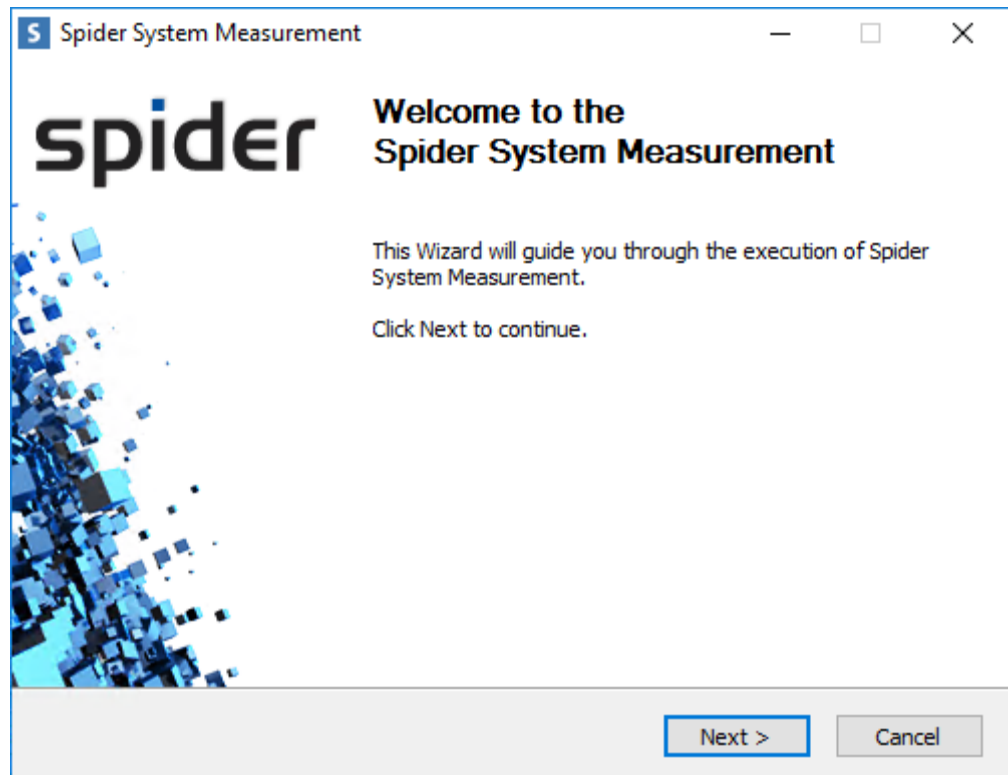 S Spider System Measurement
spider
Welcome to the
Spider System Measurement
This Wizard will guide you through the execution of Spider
System Measurement.
Click Next to continue.
Next >
Cancel